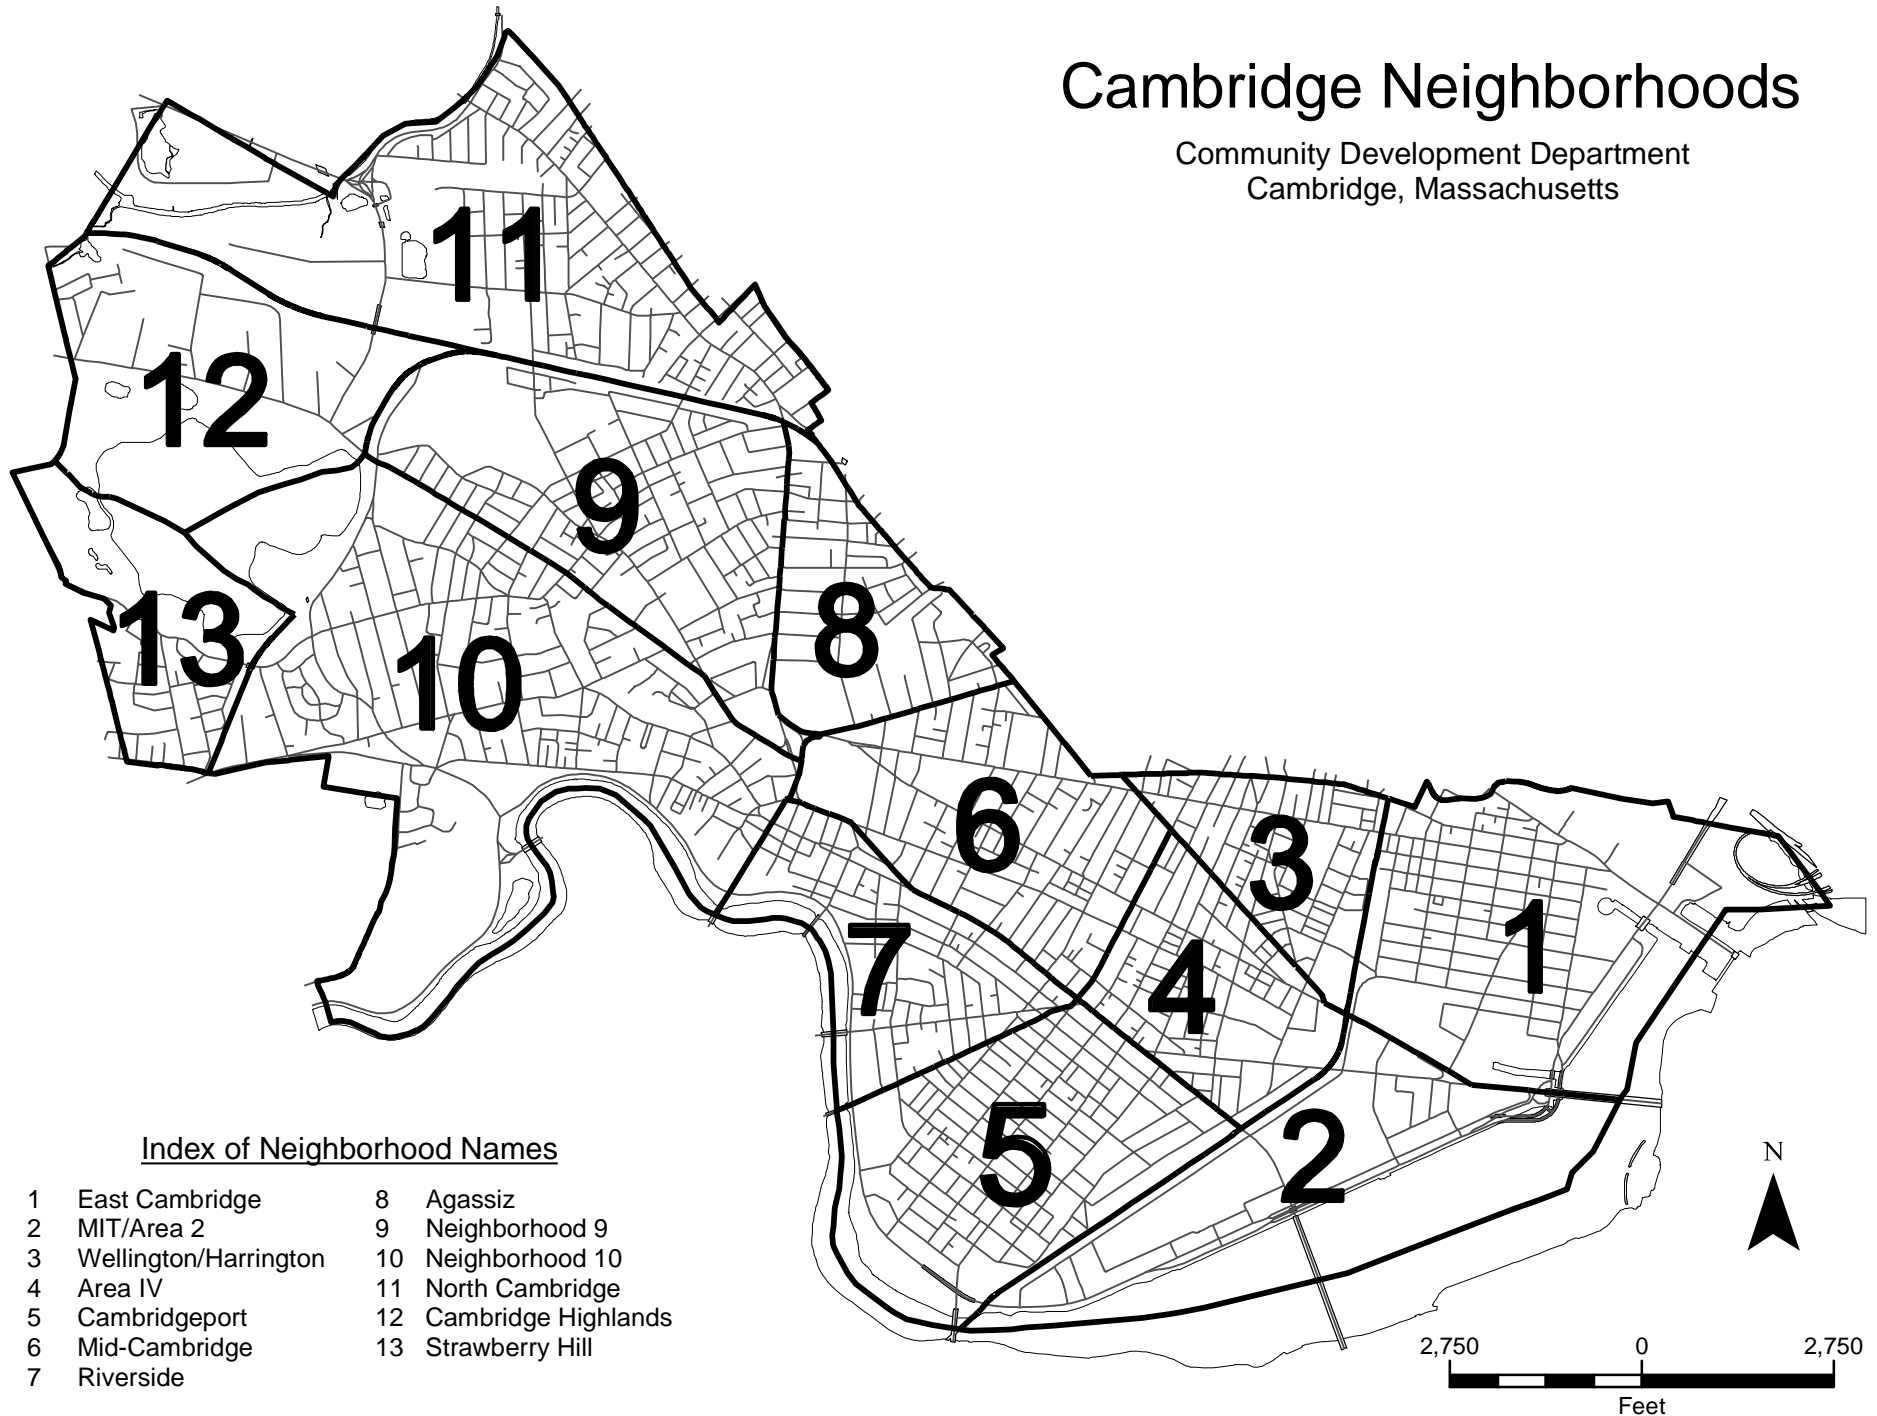 Cambridge Neighborhoods
Community Development Department
Cambridge, Massachusetts
11
12
9
8
13
10
6
3
1
7
4
5
2
Index of Neighborhood Names
1 East Cambridge
2 MIT/Area 2
3 Wellington/Harrington
4 Area IV
5 Cambridgeport
6 Mid-Cambridge
7 Riverside
8 Agassiz
9 Neighborhood 9
10 Neighborhood 10
11 North Cambridge
12 Cambridge Highlands
13 Strawberry Hill
N
2,750 0 2,750
Feet